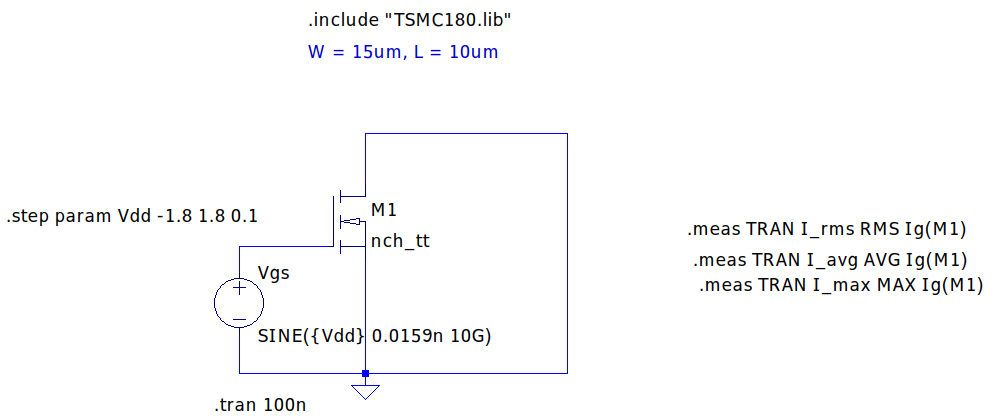 .include "TSMC180.lib"
W = 15um, L = 10um
.step param Vdd -1.8 1.8 0.1
M1
nch_tt
Vgs
SINE({Vdd} 0.0159n 10G)
.tran 100n
.meas TRAN I_rms RMS Ig(M1)
.meas TRAN I_avg AVG Ig(M1)
.meas TRAN I_max MAX Ig(M1)